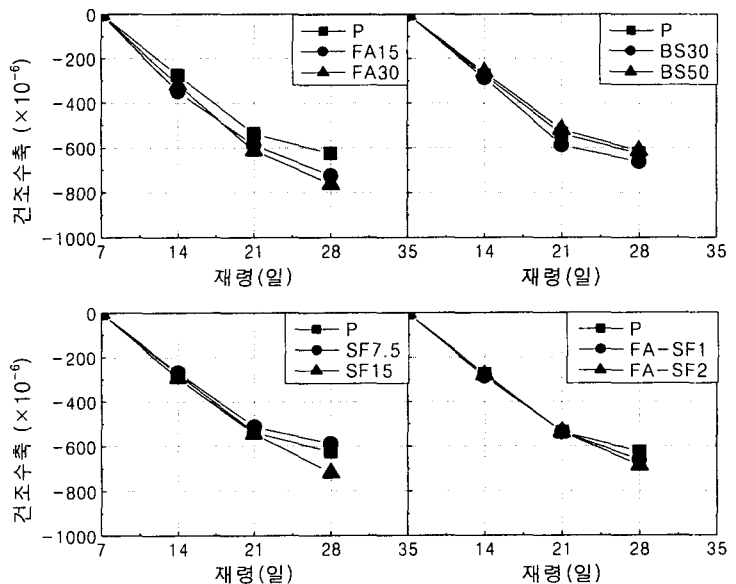 0
-200
-400
-600
-800
-1000
건조수축 (×10⁻⁶)
P
FA15
FA30
P
BS30
BS50
7 14 21 28 35 14 21 28 35
재령(일) 재령(일)
0
-200
-400
-600
-800
-1000
건조수축 (×10⁻⁶)
P
SF7.5
SF15
P
FA-SF1
FA-SF2
7 14 21 28 35 14 21 28 35
재령(일) 재령(일)